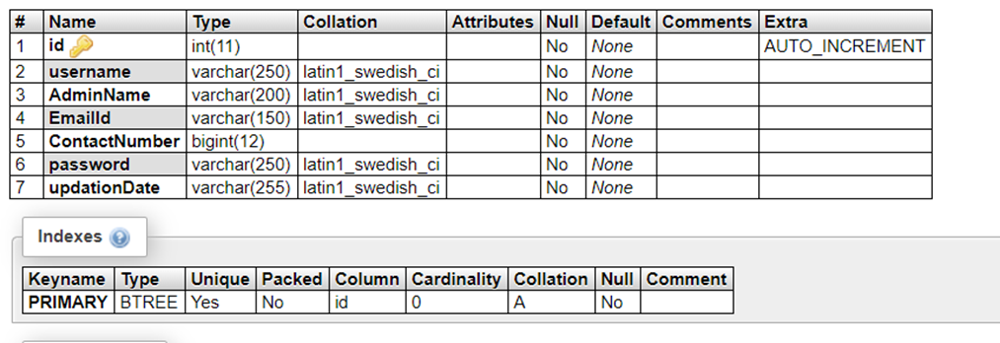 # Name Type Collation Attributes Null Default Comments Extra
1 id int(11) No None AUTO_INCREMENT
2 username varchar(250) latin1_swedish_ci No None
3 AdminName varchar(200) latin1_swedish_ci No None
4 EmailId varchar(150) latin1_swedish_ci No None
5 ContactNumber bigint(12) No None
6 password varchar(250) latin1_swedish_ci No None
7 updationDate varchar(255) latin1_swedish_ci No None
Indexes ?
Keyname Type Unique Packed Column Cardinality Collation Null Comment
PRIMARY BTREE Yes No id 0 A No